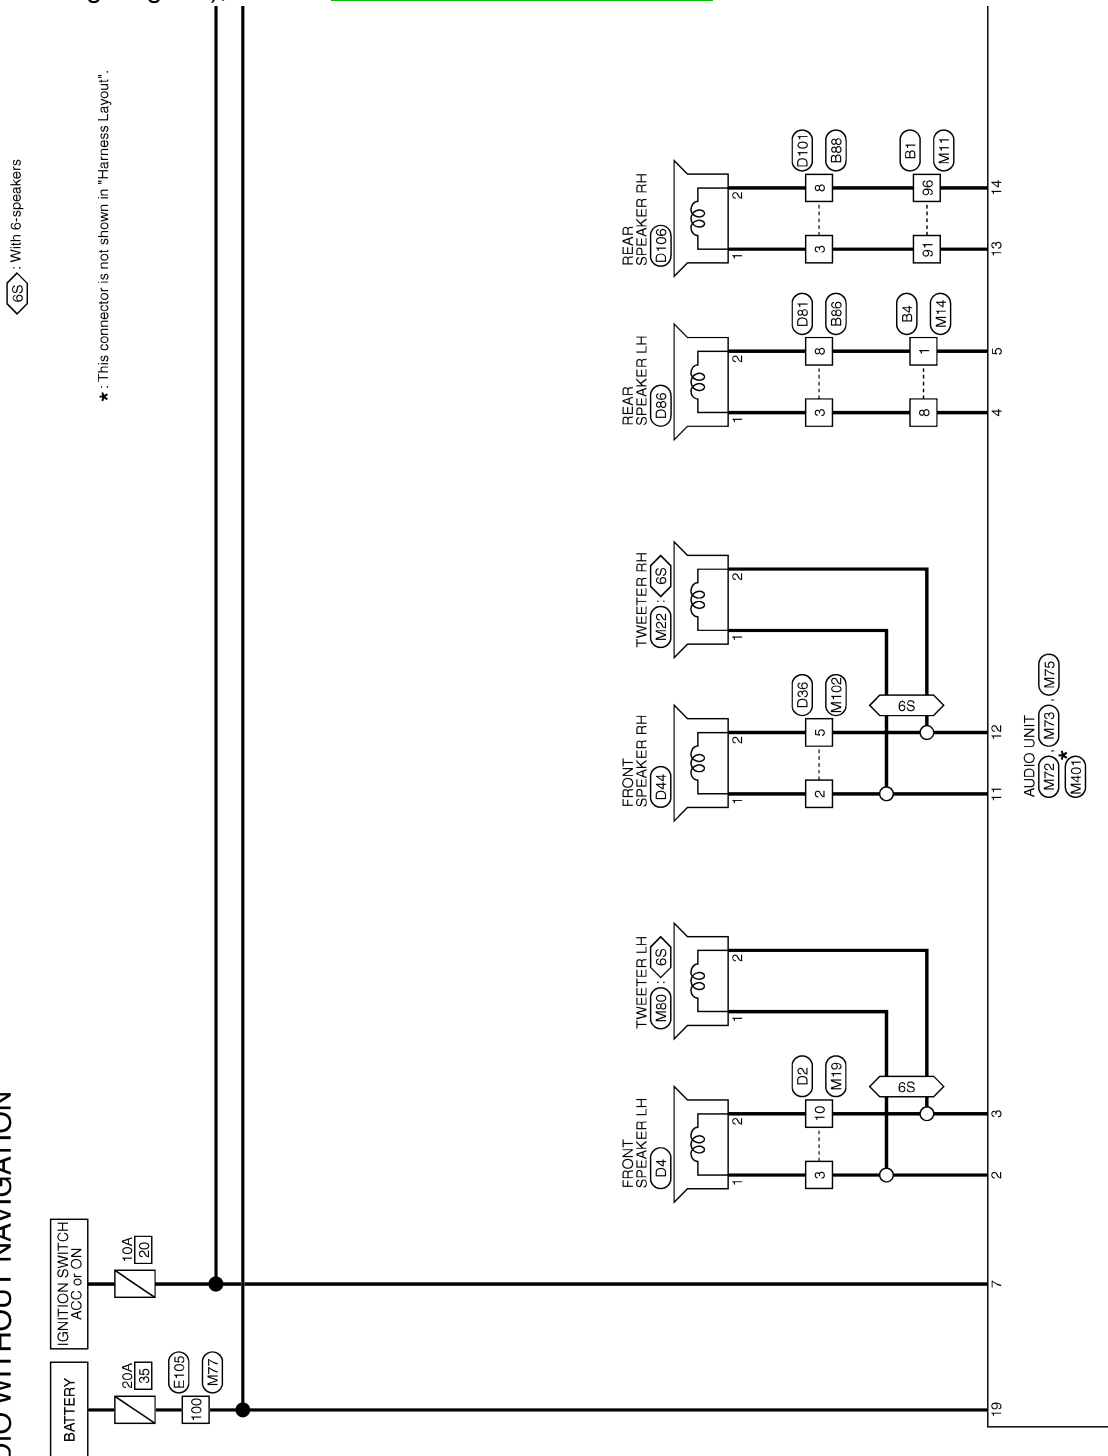 DIO WITHOUT NAVIGATION
6S : With 6-speakers
★ : This connector is not shown in "Harness Layout".
BATTERY
20A
35
100
E105
M77
19
IGNITION SWITCH
ACC or ON
10A
20
7
FRONT
SPEAKER LH
D4
1 2
3 10
D2
M19
2 3
TWEETER LH
M80 : 6S
1 2
6S
FRONT
SPEAKER RH
D44
1 2
2 5
D36
M102
11 12
TWEETER RH
M22 : 6S
1 2
6S
REAR
SPEAKER LH
D86
1 2
3 8
D81
B86
8 1
B4
M14
4 5
REAR
SPEAKER RH
D106
1 2
3 8
D101
B88
91 96
B1
M11
13 14
AUDIO UNIT
M72 , M73 , M75
M401 ★